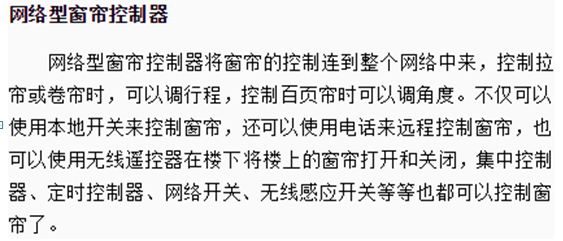 网络型窗帘控制器
网络型窗帘控制器将窗帘的控制连到整个网络中来，控制拉
帘或卷帘时，可以调行程，控制百页帘时可以调角度。不仅可以
使用本地开关来控制窗帘，还可以使用电话来远程控制窗帘，也
可以使用无线遥控器在楼下将楼上的窗帘打开和关闭，集中控制
器、定时控制器、网络开关、无线感应开关等等也都可以控制窗
帘了。